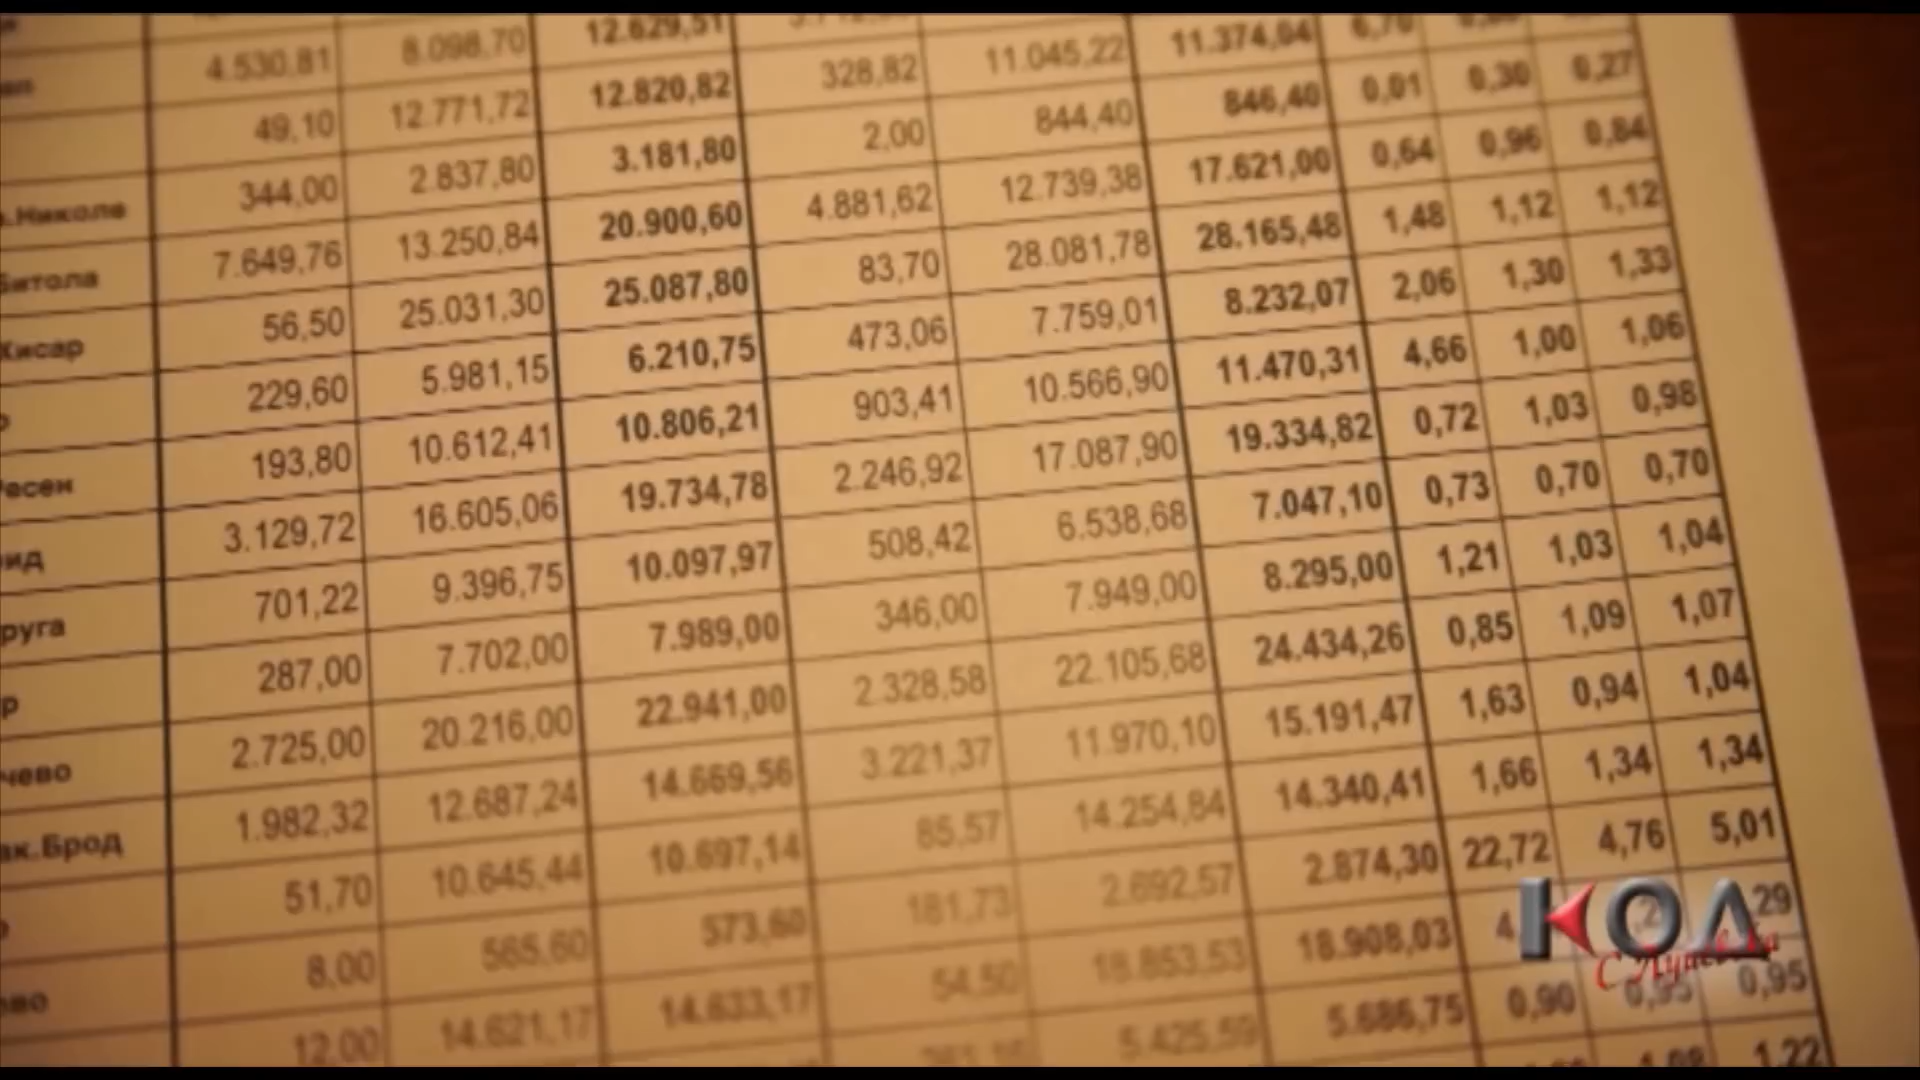 4.530,81 8.098,70 12.629,51
49,10 12.771,72 12.820,82 328,82 11.045,22 11.374,04 6,70
.Николе 344,00 2.837,80 3.181,80 2,00 844,40 846,40 0,01 0,30 0,27
Битола 7.649,76 13.250,84 20.900,60 4.881,62 12.739,38 17.621,00 0,64 0,96 0,84
Хисар 56,50 25.031,30 25.087,80 83,70 28.081,78 28.165,48 1,48 1,12 1,12
229,60 5.981,15 6.210,75 473,06 7.759,01 8.232,07 2,06 1,30 1,33
Ресен 193,80 10.612,41 10.806,21 903,41 10.566,90 11.470,31 4,66 1,00 1,06
ид 3.129,72 16.605,06 19.734,78 2.246,92 17.087,90 19.334,82 0,72 1,03 0,98
руга 701,22 9.396,75 10.097,97 508,42 6.538,68 7.047,10 0,73 0,70 0,70
р 287,00 7.702,00 7.989,00 346,00 7.949,00 8.295,00 1,21 1,03 1,04
чево 2.725,00 20.216,00 22.941,00 2.328,58 22.105,68 24.434,26 0,85 1,09 1,07
ак.Брод 1.982,32 12.687,24 14.669,56 3.221,37 11.970,10 15.191,47 1,63 0,94 1,04
51,70 10.645,44 10.697,14 85,57 14.254,84 14.340,41 1,66 1,34 1,34
8,00 565,60 573,60 181,73 2.692,57 2.874,30 22,72 4,76 5,01
ово 12,00 14.621,17 14.633,17 54,50 18.853,53 18.908,03 4, 29
5.425,59 5.686,75 0,90 0,95 0,95
1,22
КОД